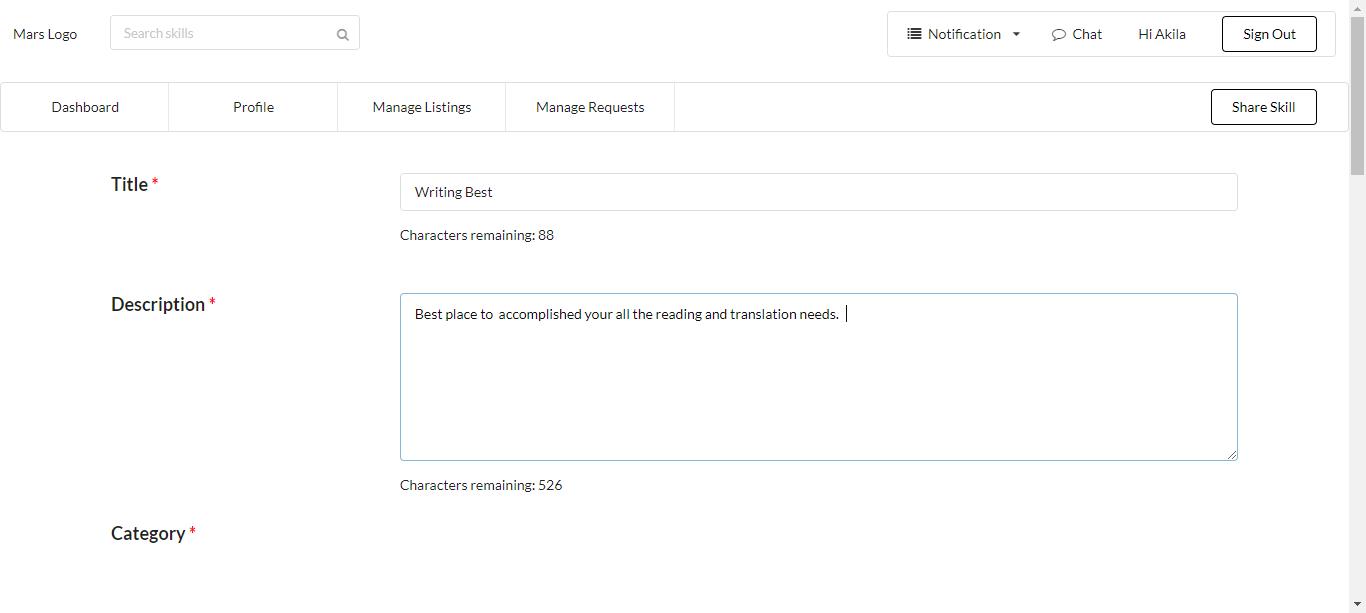 Mars Logo
Search skills
Notification
Chat
Hi Akila
Sign Out
Dashboard
Profile
Manage Listings
Manage Requests
Share Skill
Title *
Writing Best
Characters remaining: 88
Description *
Best place to  accomplished your all the reading and translation needs.
Characters remaining: 526
Category *